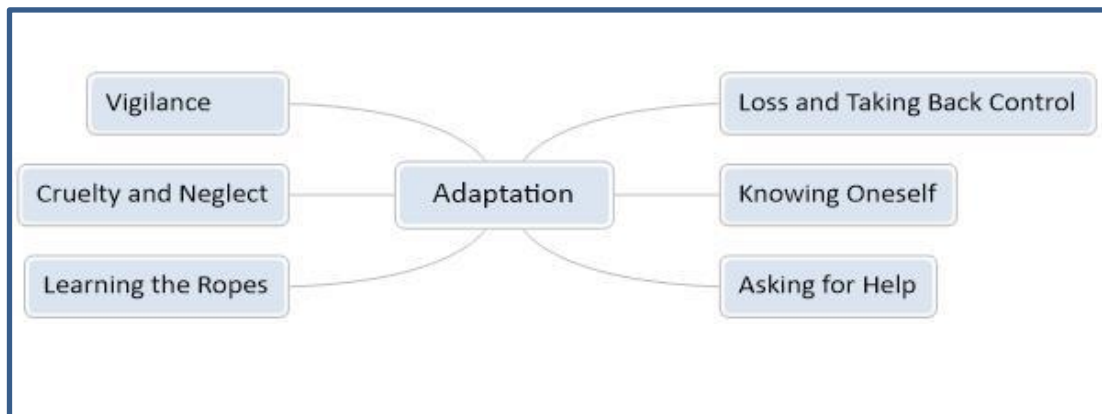 Vigilance
Cruelty and Neglect
Learning the Ropes
Adaptation
Loss and Taking Back Control
Knowing Oneself
Asking for Help